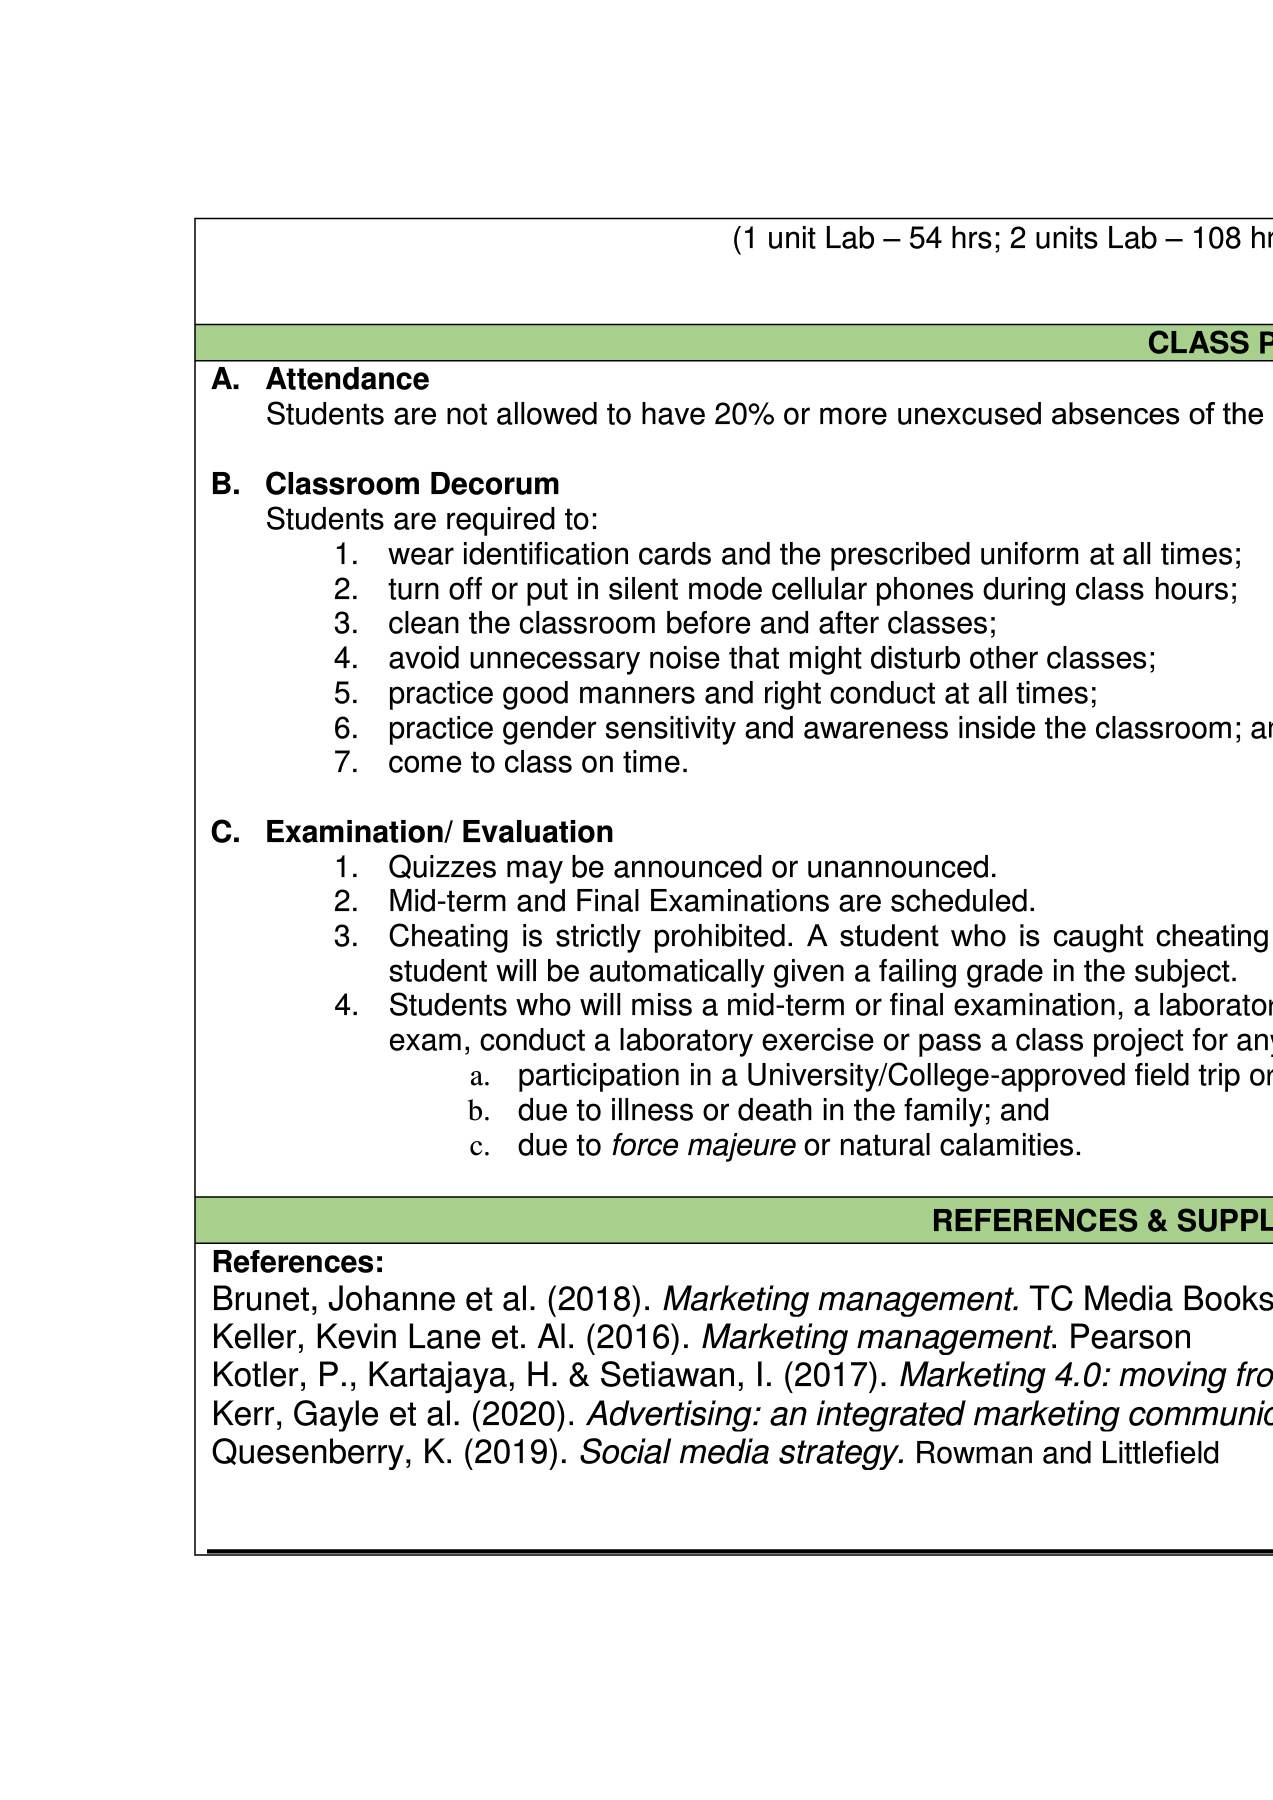 (1 unit Lab – 54 hrs; 2 units Lab – 108
CLASS
A. Attendance
Students are not allowed to have 20% or more unexcused absences of the
B. Classroom Decorum
Students are required to:
1. wear identification cards and the prescribed uniform at all times;
2. turn off or put in silent mode cellular phones during class hours;
3. clean the classroom before and after classes;
4. avoid unnecessary noise that might disturb other classes;
5. practice good manners and right conduct at all times;
6. practice gender sensitivity and awareness inside the classroom;
7. come to class on time.
C. Examination/ Evaluation
1. Quizzes may be announced or unannounced.
2. Mid-term and Final Examinations are scheduled.
3. Cheating is strictly prohibited. A student who is caught cheating
student will be automatically given a failing grade in the subject.
4. Students who will miss a mid-term or final examination, a
exam, conduct a laboratory exercise or pass a class project for
a. participation in a University/College-approved field trip or
b. due to illness or death in the family; and
c. due to force majeure or natural calamities.
REFERENCES &
References:
Brunet, Johanne et al. (2018). Marketing management. TC Media Books
Keller, Kevin Lane et. Al. (2016). Marketing management. Pearson
Kotler, P., Kartajaya, H. & Setiawan, I. (2017). Marketing 4.0: moving
Kerr, Gayle et al. (2020). Advertising: an integrated marketing
Quesenberry, K. (2019). Social media strategy. Rowman and Littlefield